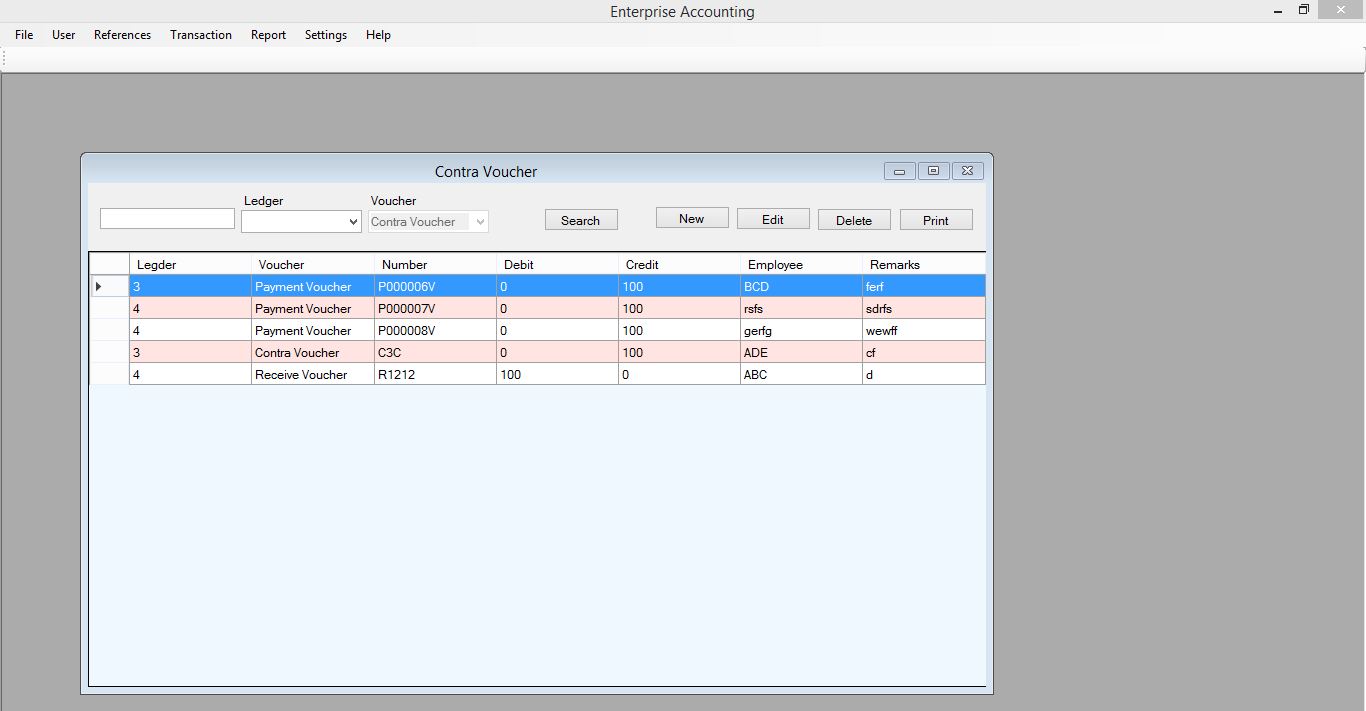 Enterprise Accounting
File User References Transaction Report Settings Help
Contra Voucher
Ledger Voucher
Contra Voucher Search New Edit Delete Print
Legder Voucher Number Debit Credit Employee Remarks
3 Payment Voucher P000006V 0 100 BCD ferf
4 Payment Voucher P000007V 0 100 rsfs sdrfs
4 Payment Voucher P000008V 0 100 gerfg wewff
3 Contra Voucher C3C 0 100 ADE cf
4 Receive Voucher R1212 100 0 ABC d